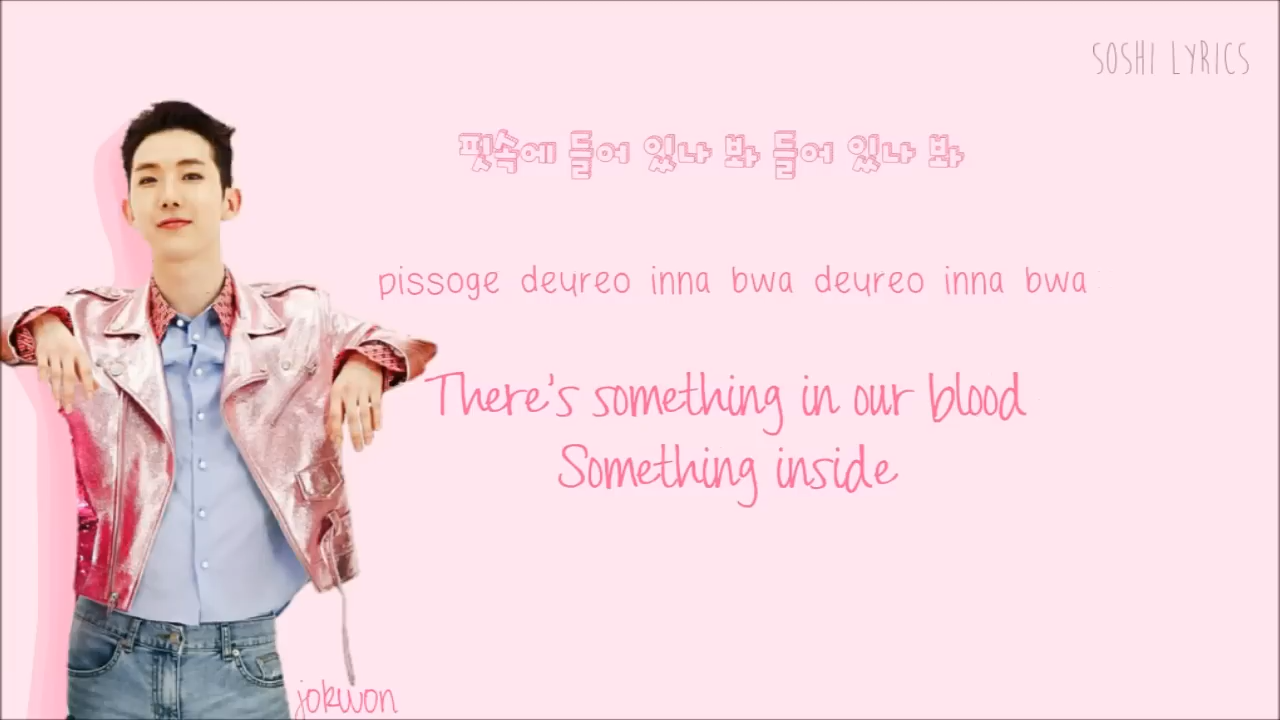 SOSHI LYRICS
핏속에 들어 있나 봐 들어 있나 봐
pissoge deureo inna bwa deureo inna bwa
There's something in our blood
Something inside
jokwon